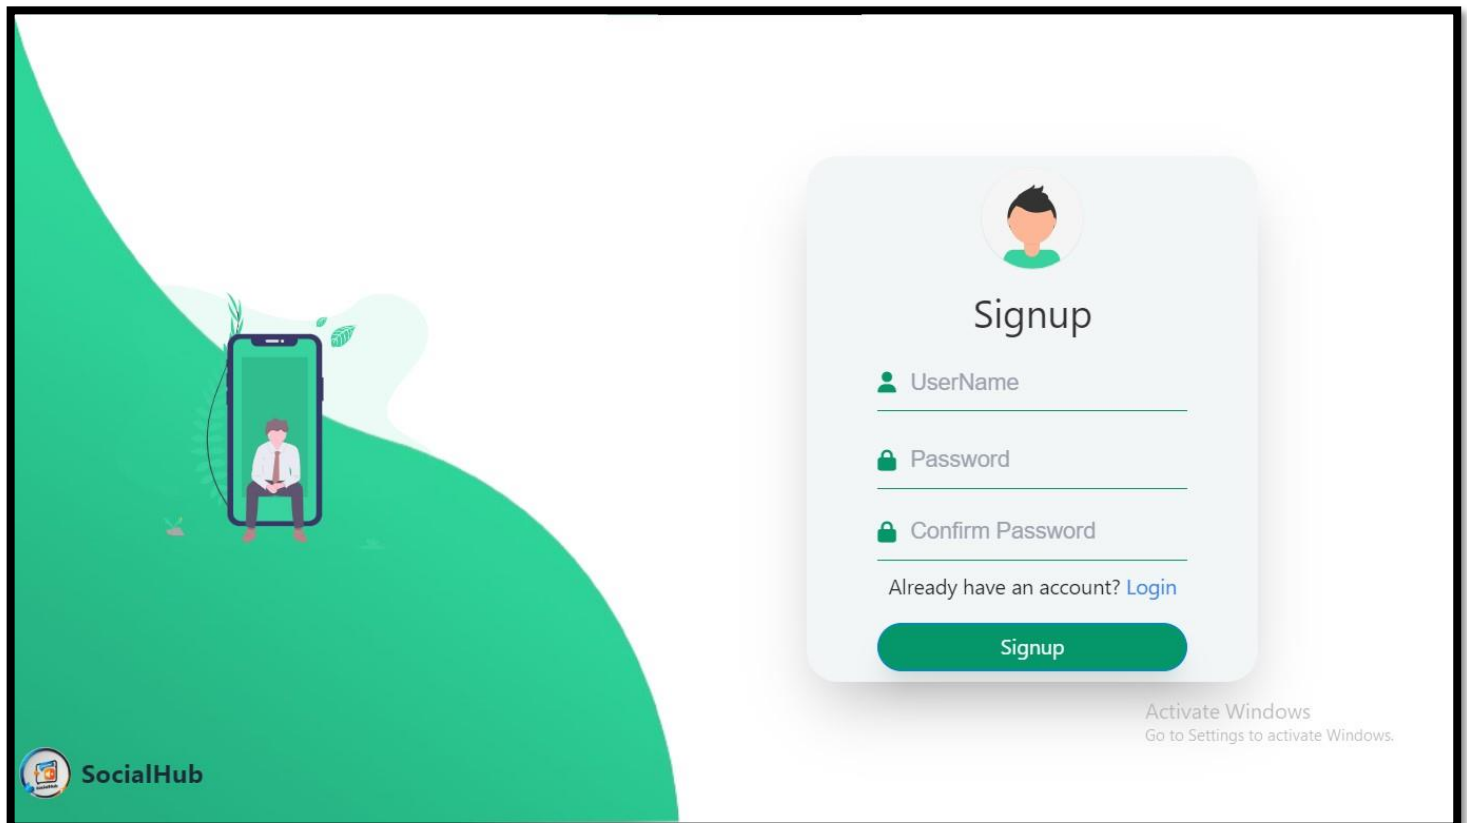 Signup
UserName
Password
Confirm Password
Already have an account? Login
Signup
Activate Windows
Go to Settings to activate Windows.
SocialHub